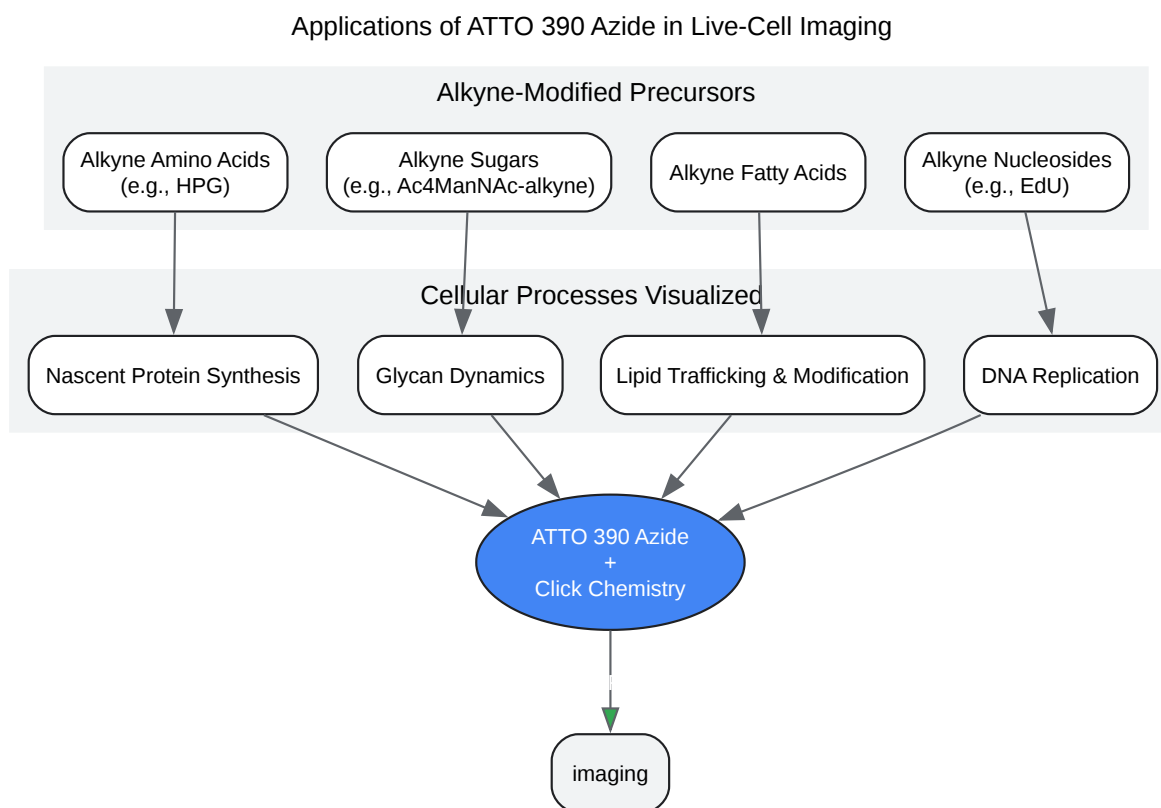 Applications of ATTO 390 Azide in Live-Cell Imaging
Alkyne-Modified Precursors
Alkyne Amino Acids
(e.g., HPG)
Alkyne Sugars
(e.g., Ac4ManNAc-alkyne)
Alkyne Fatty Acids
Alkyne Nucleosides
(e.g., EdU)
Cellular Processes Visualized
Nascent Protein Synthesis
Glycan Dynamics
Lipid Trafficking & Modification
DNA Replication
ATTO 390 Azide
+
Click Chemistry
imaging